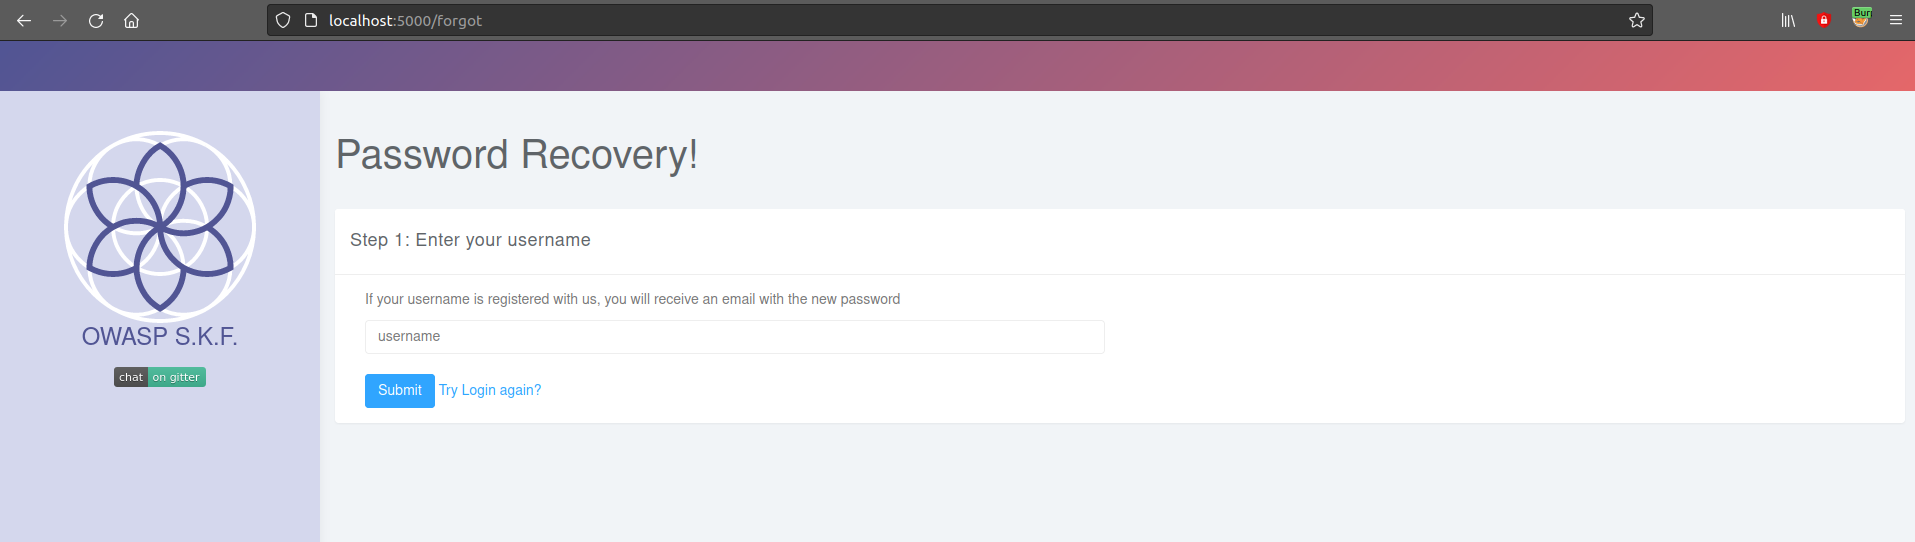 localhost:5000/forgot
Bur
OWASP S.K.F.
chat on gitter
Password Recovery!
Step 1: Enter your username
If your username is registered with us, you will receive an email with the new password
username
Submit Try Login again?